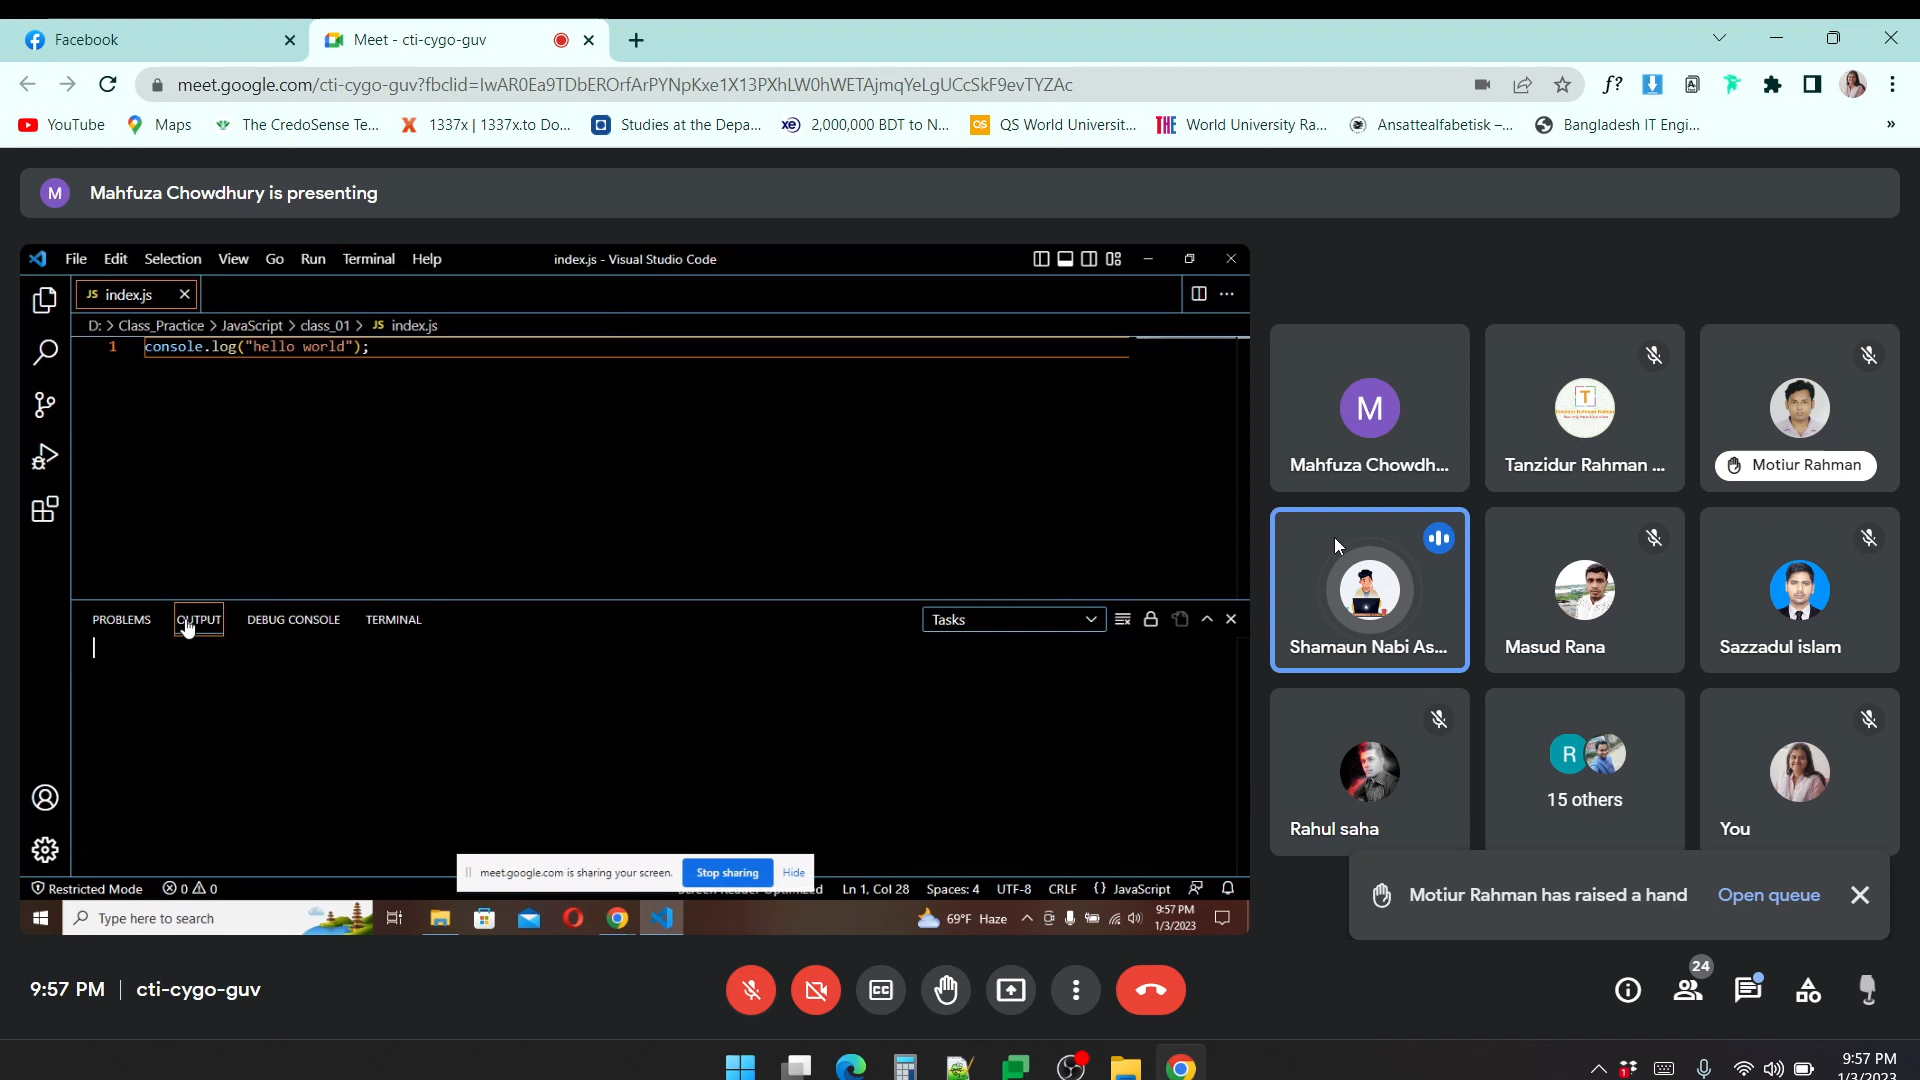 Facebook
Meet - cti-cygo-guv
meet.google.com/cti-cygo-guv?fbclid=IwAR0Ea9TDbEROrfArPYNpKxe1X13PXhLW0hWETAjmqYeLgUCcSkF9evTYZAc
YouTube
Maps
The CredoSense Te...
1337x | 1337x.to Do...
Studies at the Depa...
2,000,000 BDT to N...
QS World Universit...
World University Ra...
Ansattealfabetisk –...
Bangladesh IT Engi...
M
Mahfuza Chowdhury is presenting
File Edit Selection View Go Run Terminal Help
index.js - Visual Studio Code
JS index.js
D: > Class_Practice > JavaScript > class_01 > JS index.js
1 console.log("hello world");
PROBLEMS OUTPUT DEBUG CONSOLE TERMINAL
Tasks
meet.google.com is sharing your screen.
Stop sharing
Hide
Restricted Mode
0
0
Ln 1, Col 28 Spaces: 4 UTF-8 CRLF {} JavaScript
Type here to search
69°F Haze
9:57 PM
1/3/2023
M
Mahfuza Chowdh...
T
Tanzidur Rahman ...
Motiur Rahman
Shamaun Nabi As...
Masud Rana
Sazzadul islam
Rahul saha
R
15 others
You
Motiur Rahman has raised a hand
Open queue
9:57 PM | cti-cygo-guv
24
9:57 PM
1/3/2023